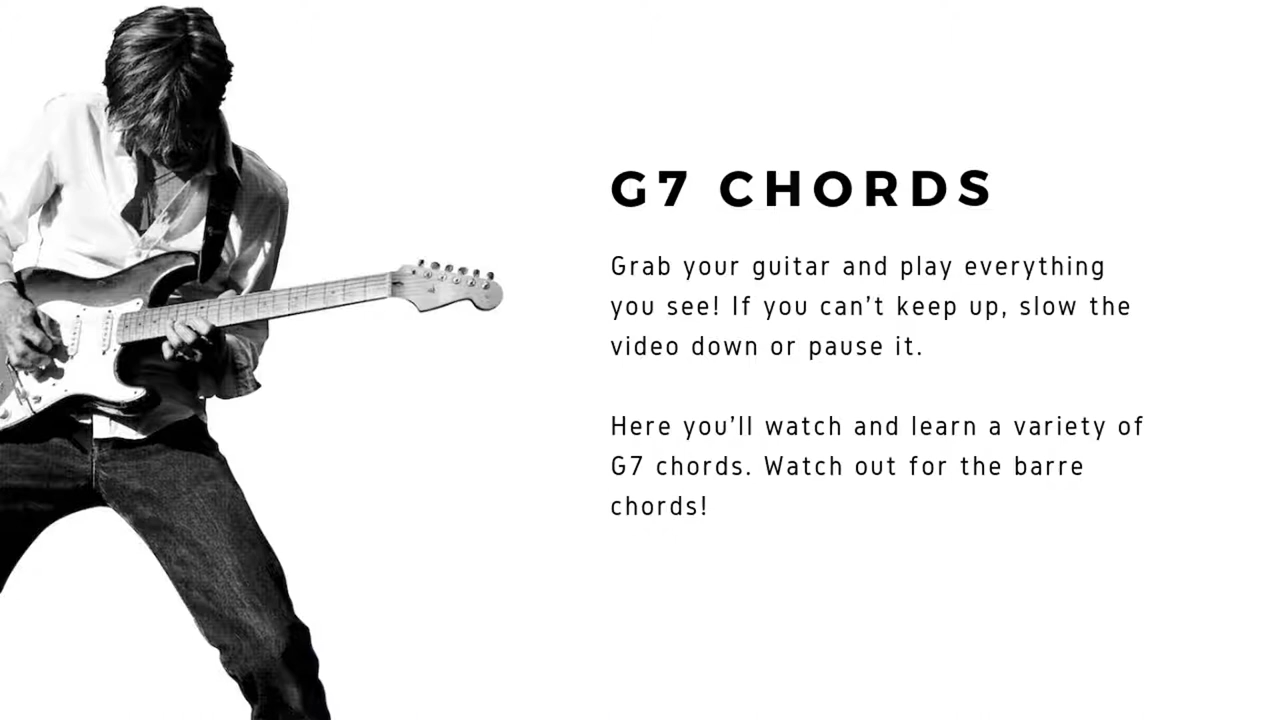 G7 CHORDS
Grab your guitar and play everything
you see! If you can’t keep up, slow the
video down or pause it.
Here you’ll watch and learn a variety of
G7 chords. Watch out for the barre
chords!